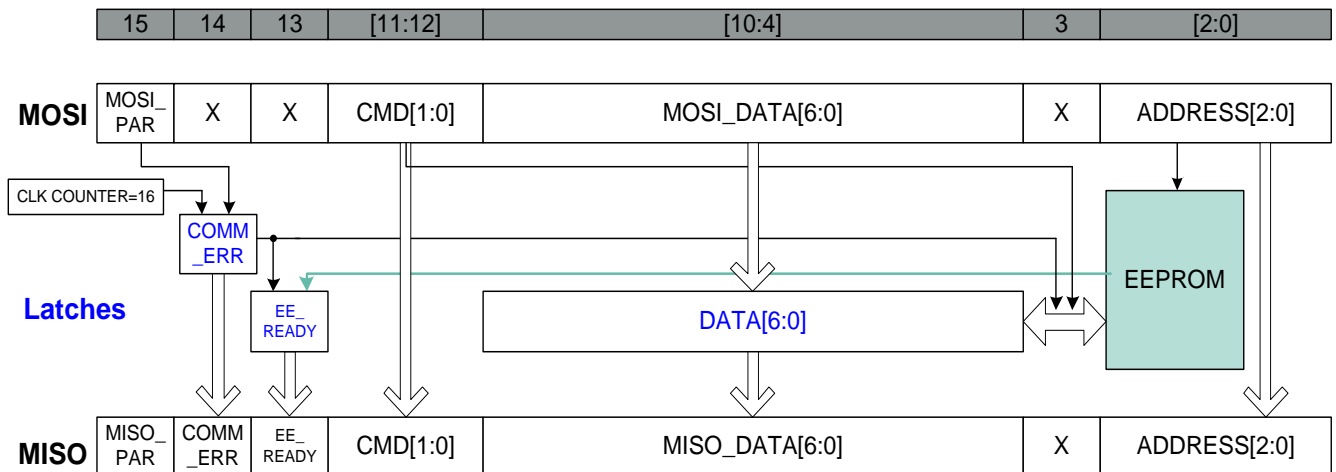 15 14 13 [11:12] [10:4] 3 [2:0]
MOSI MOSI_ X X CMD[1:0] MOSI_DATA[6:0] X ADDRESS[2:0]
PAR
CLK COUNTER=16
COMM
_ERR
EEPROM
Latches
EE_
READY
DATA[6:0]
MISO MISO_ COMM EE_ CMD[1:0] MISO_DATA[6:0] X ADDRESS[2:0]
PAR _ERR READY